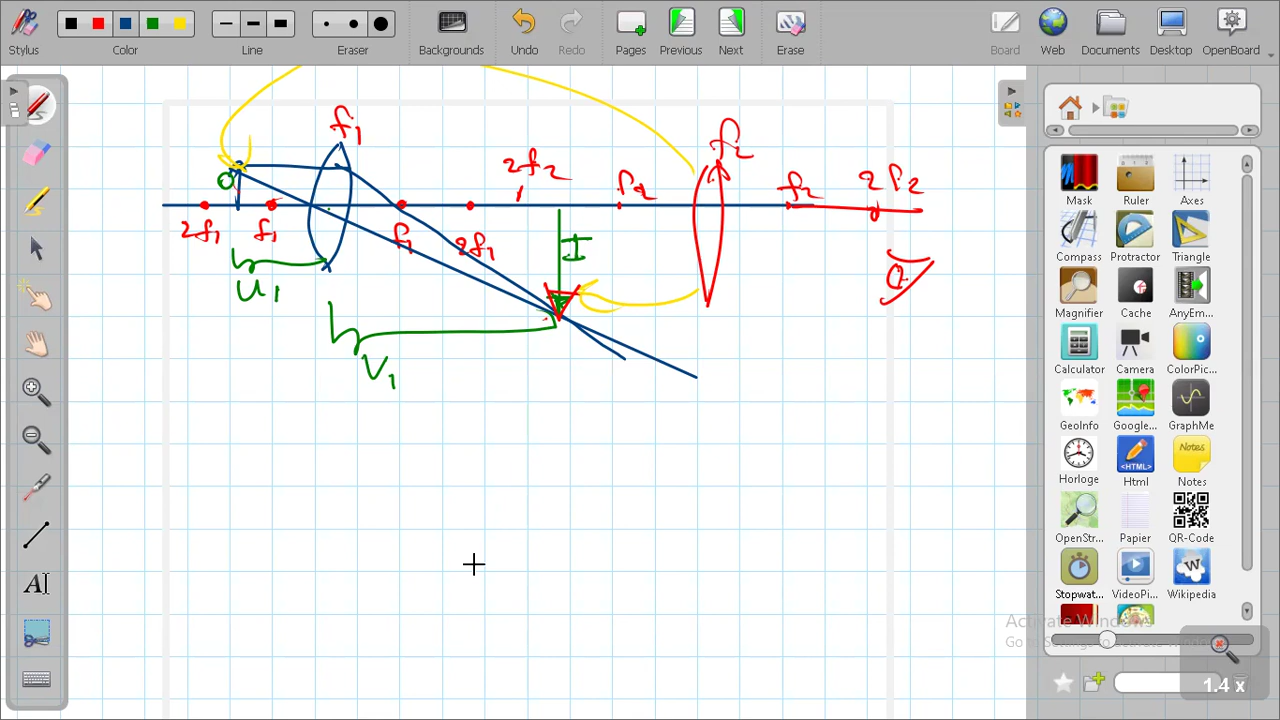 Stylus Color Line Eraser Backgrounds Undo Redo Pages Previous Next Erase Board Web Documents Desktop OpenBoard
f₁
f₂
2f₂
f₂
f₂
2f₂
O
2f₁
f₁
f₁
2f₁
I
U₁
V₁
Mask Ruler Axes
Compass Protractor Triangle
Magnifier Cache AnyEm...
Calculator Camera ColorPic...
GeoInfo Google... GraphMe
Horloge Html Notes
OpenStr... Papier QR-Code
Stopwat... VideoPi... Wikipedia
Activate Windows
1.4 x